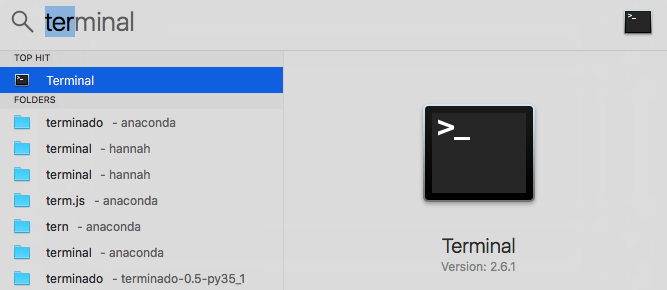 terminal
TOP HIT
Terminal
FOLDERS
terminado - anaconda
terminal - hannah
terminal - hannah
term.js - anaconda
tern - anaconda
terminal - anaconda
terminado - terminado-0.5-py35_1
>_
Terminal
Version: 2.6.1